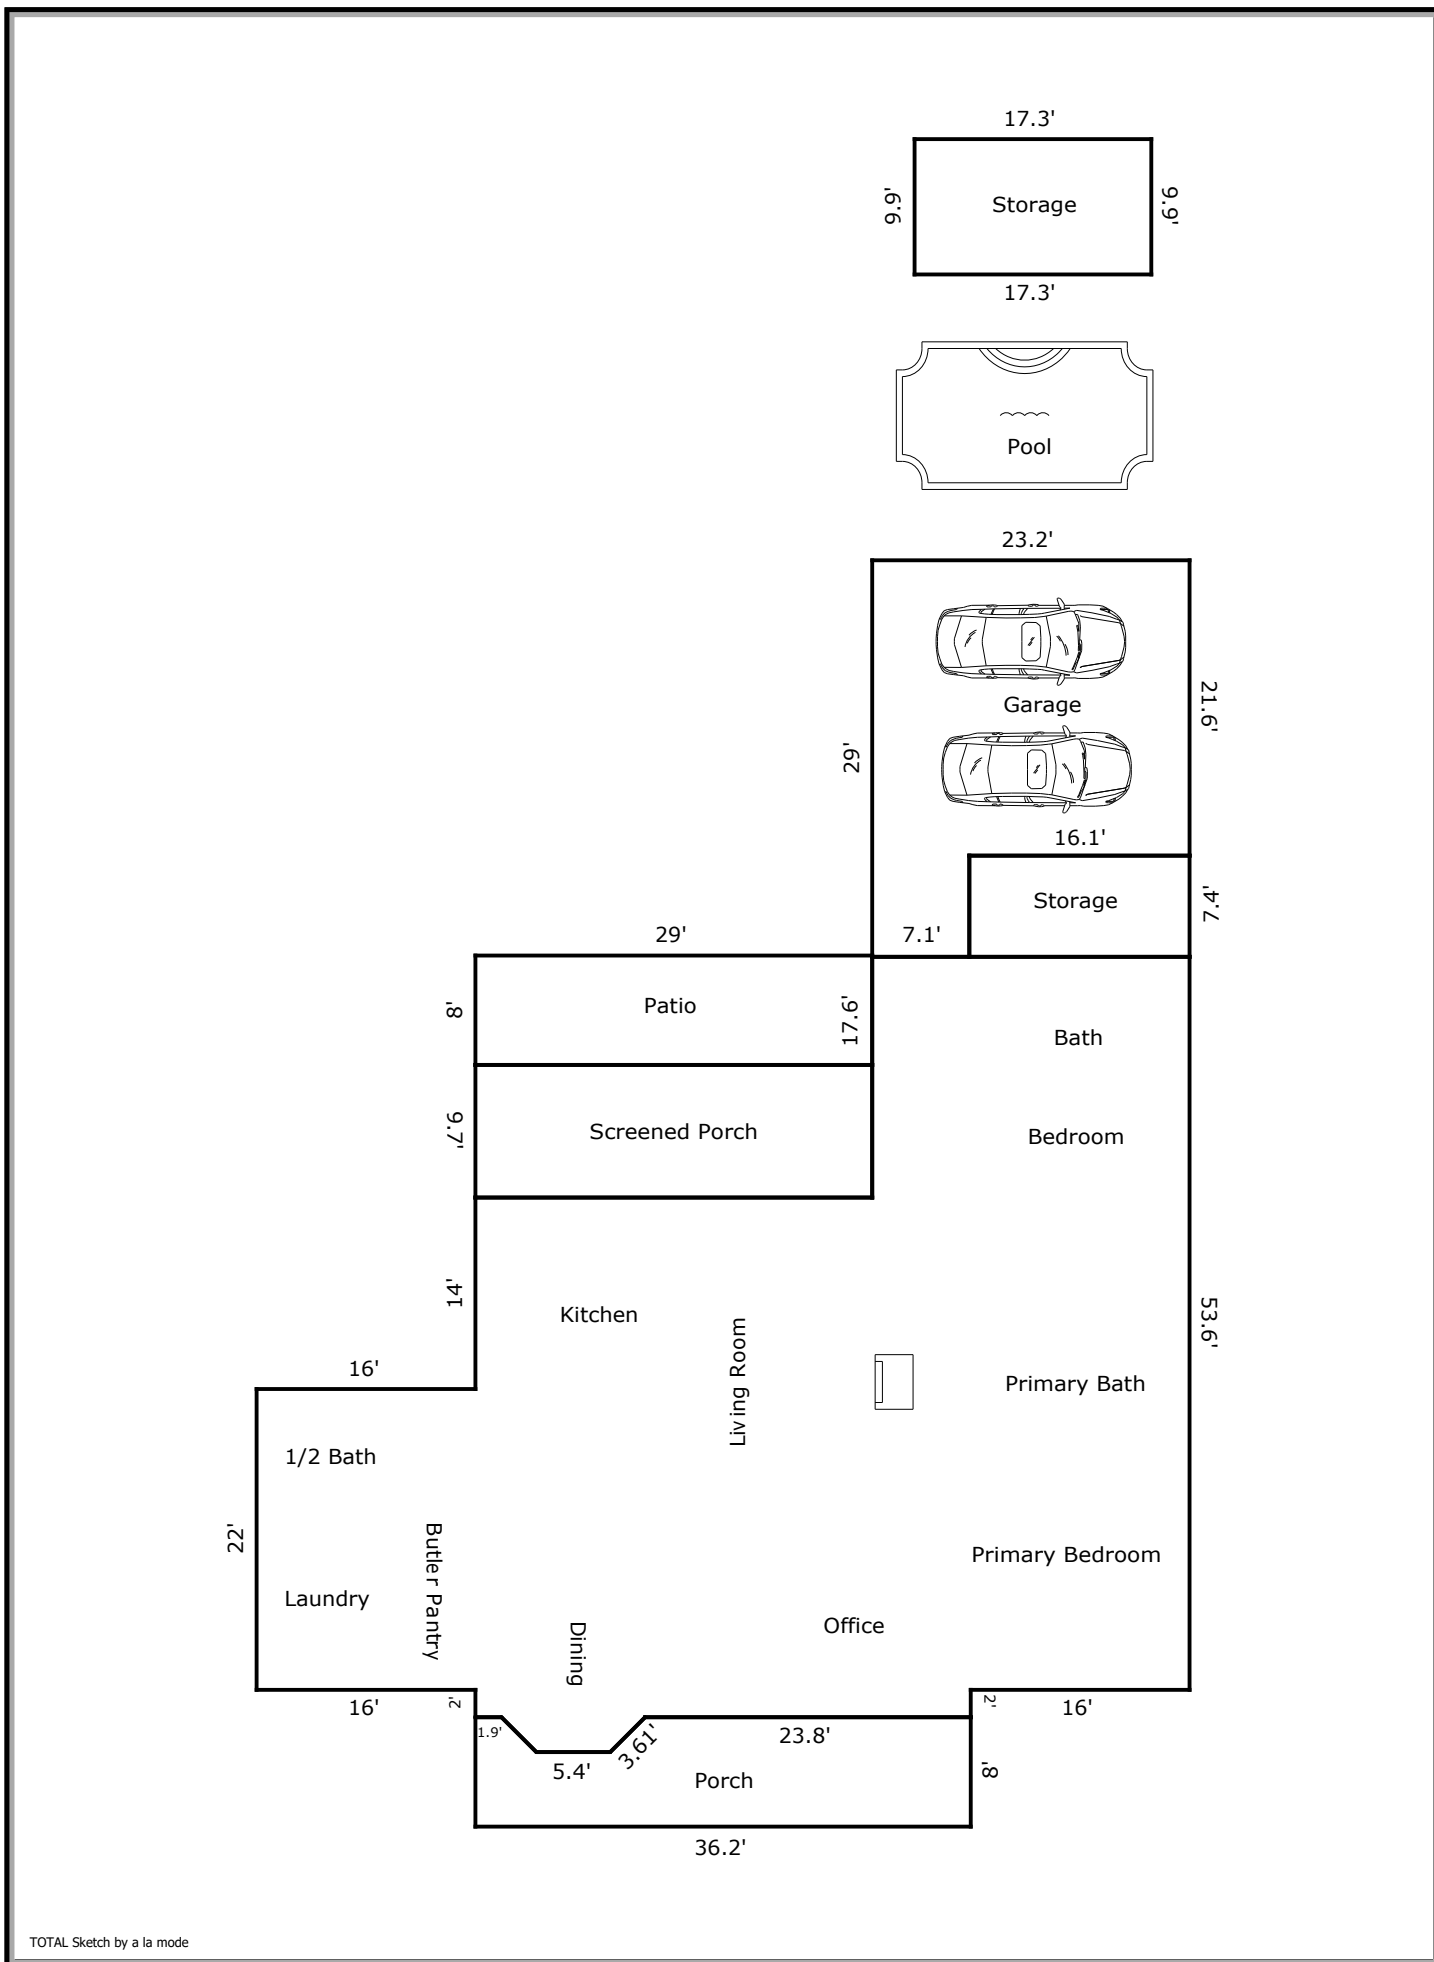 17.3'
9.9'
Storage
9.9'
17.3'
Pool
23.2'
Garage
21.6'
29'
16.1'
Storage
7.4'
29'
7.1'
8'
Patio
17.6'
Bath
9.7'
Screened Porch
Bedroom
14'
Kitchen
53.6'
16'
Living Room
Primary Bath
1/2 Bath
22'
Butler Pantry
Primary Bedroom
Laundry
Dining
Office
16'
2'
2'
16'
1.9'
5.4'
3.61'
23.8'
Porch
8'
36.2'
TOTAL Sketch by a la mode